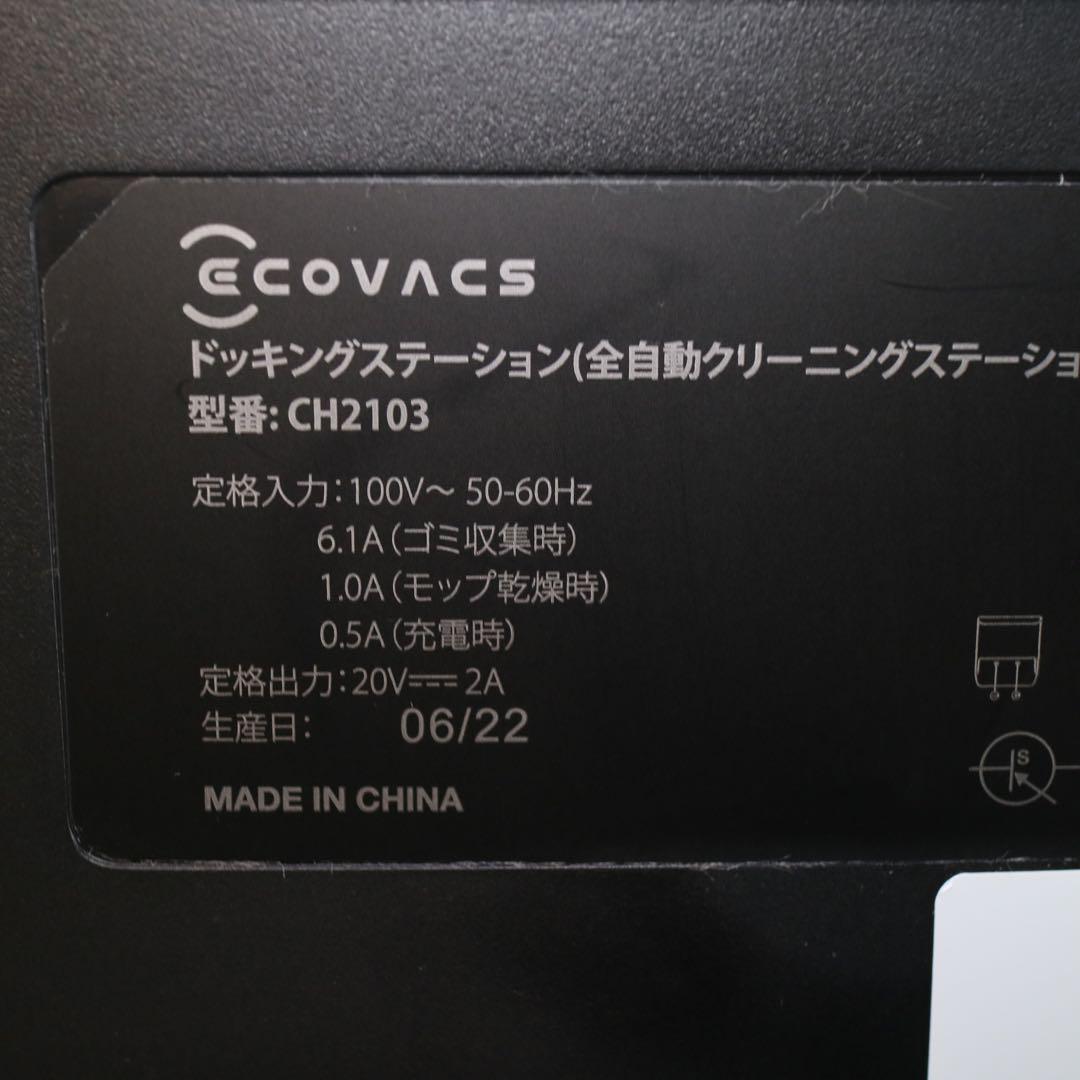 ECOVACS
ドッキングステーション(全自動クリーニングステーショ
型番: CH2103
定格入力:100V～ 50-60Hz
6.1A(ゴミ収集時)
1.0A(モップ乾燥時)
0.5A(充電時)
定格出力:20V⎓2A
生産日: 06/22
MADE IN CHINA
S